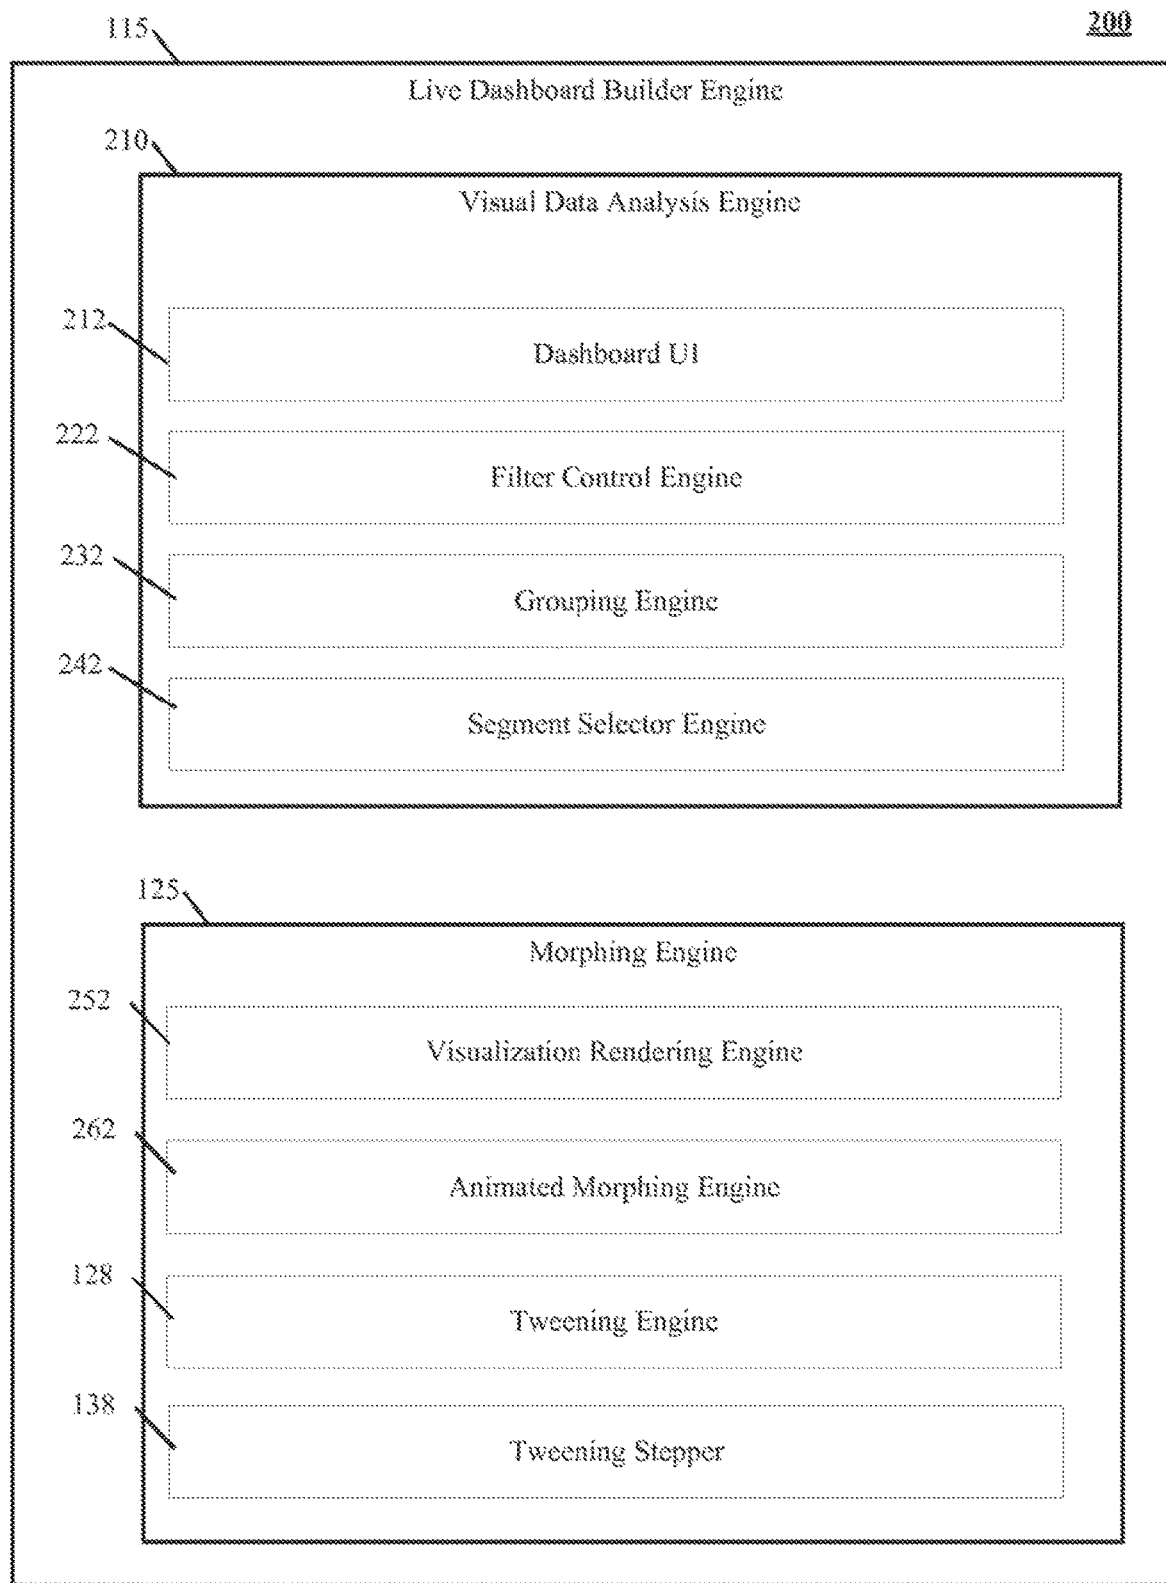 200
115
Live Dashboard Builder Engine
210
Visual Data Analysis Engine
212
Dashboard UI
222
Filter Control Engine
232
Grouping Engine
242
Segment Selector Engine
125
Morphing Engine
252
Visualization Rendering Engine
262
Animated Morphing Engine
128
Tweening Engine
138
Tweening Stepper